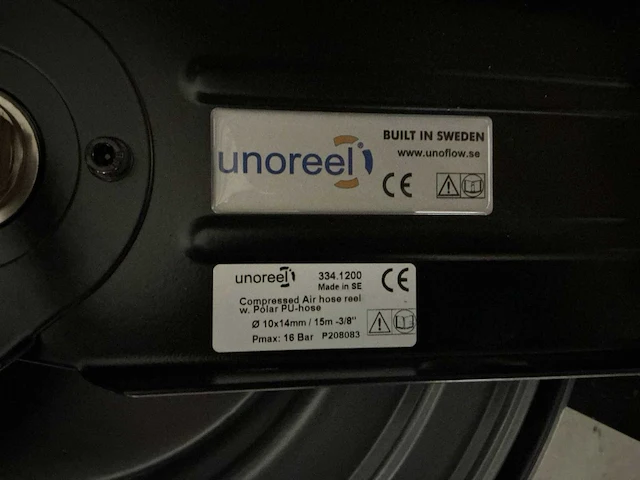 unoreel
BUILT IN SWEDEN
www.unoflow.se
CE
unoreel 334.1200
Made in SE
CE
Compressed Air hose reel
w. Polar PU-hose
Ø 10x14mm / 15m -3/8"
Pmax: 16 Bar P208083